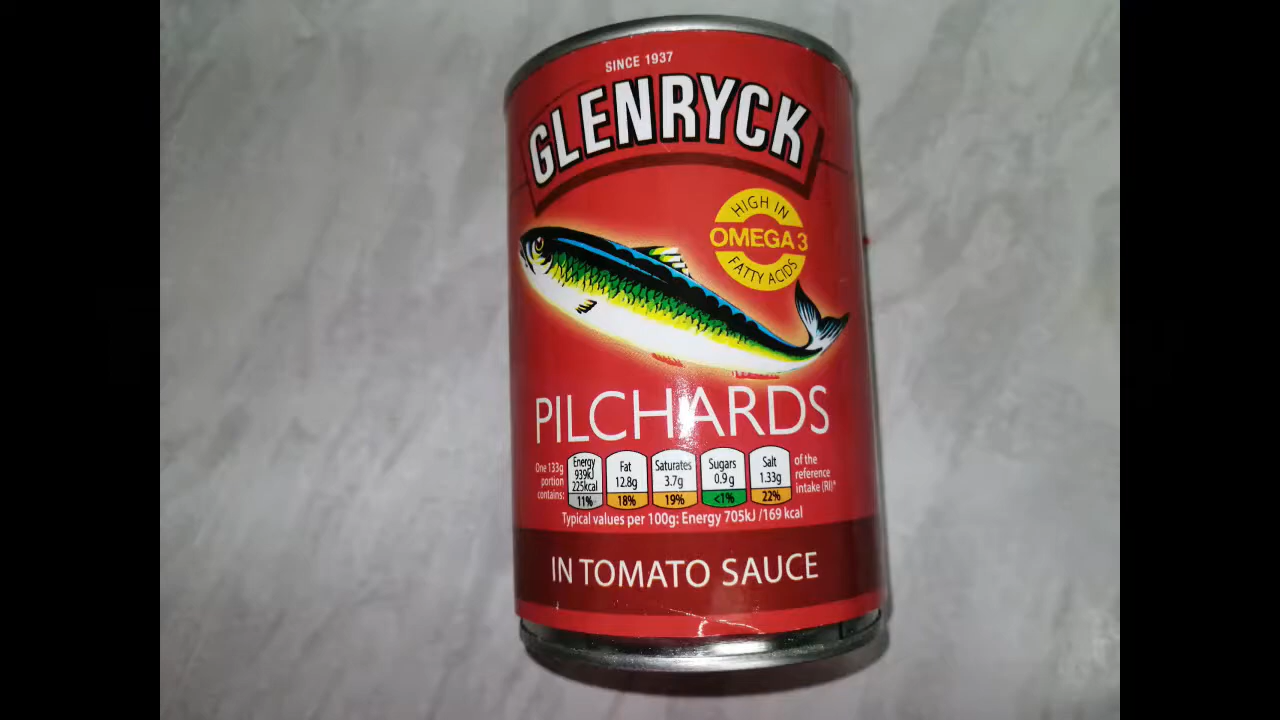 SINCE 1937
GLENRYCK
HIGH IN
OMEGA 3
FATTY ACIDS
PILCHARDS
One 133g
portion
contains:
Energy
939kJ
225kcal
11%
Fat
12.8g
18%
Saturates
3.7g
19%
Sugars
0.9g
<1%
Salt
1.33g
22%
of the
reference
intake (RI)*
Typical values per 100g: Energy 705kJ /169 kcal
IN TOMATO SAUCE